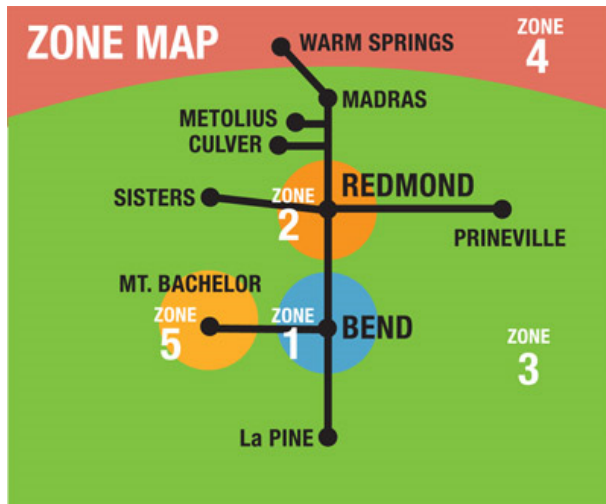 ZONE MAP
WARM SPRINGS
ZONE
4
MADRAS
METOLIUS
CULVER
REDMOND
SISTERS
ZONE
2
PRINEVILLE
MT. BACHELOR
ZONE
5
ZONE
1
BEND
ZONE
3
La PINE